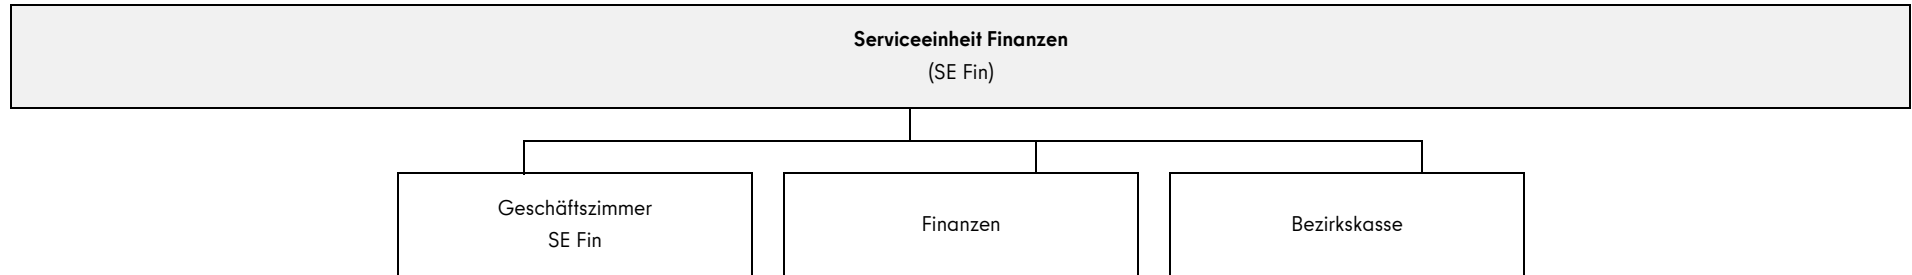 Serviceeinheit Finanzen
(SE Fin)
Geschäftszimmer
SE Fin
Finanzen
Bezirkskasse